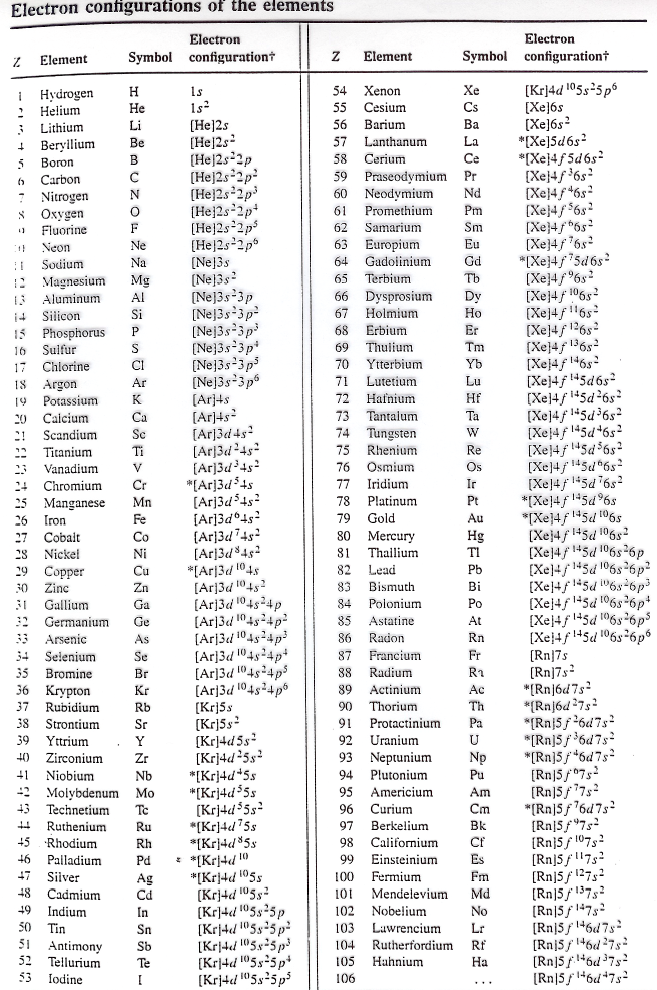 Electron configurations of the elements
Electron
Z Element Symbol configuration†
1 Hydrogen H 1s
2 Helium He 1s²
3 Lithium Li [He]2s
4 Beryllium Be [He]2s²
5 Boron B [He]2s²2p
6 Carbon C [He]2s²2p²
7 Nitrogen N [He]2s²2p³
8 Oxygen O [He]2s²2p⁴
9 Fluorine F [He]2s²2p⁵
10 Neon Ne [He]2s²2p⁶
11 Sodium Na [Ne]3s
12 Magnesium Mg [Ne]3s²
13 Aluminum Al [Ne]3s²3p
14 Silicon Si [Ne]3s²3p²
15 Phosphorus P [Ne]3s²3p³
16 Sulfur S [Ne]3s²3p⁴
17 Chlorine Cl [Ne]3s²3p⁵
18 Argon Ar [Ne]3s²3p⁶
19 Potassium K [Ar]4s
20 Calcium Ca [Ar]4s²
21 Scandium Sc [Ar]3d4s²
22 Titanium Ti [Ar]3d²4s²
23 Vanadium V [Ar]3d³4s²
24 Chromium Cr *[Ar]3d⁵4s
25 Manganese Mn [Ar]3d⁵4s²
26 Iron Fe [Ar]3d⁶4s²
27 Cobalt Co [Ar]3d⁷4s²
28 Nickel Ni [Ar]3d⁸4s²
29 Copper Cu *[Ar]3d¹⁰4s
30 Zinc Zn [Ar]3d¹⁰4s²
31 Gallium Ga [Ar]3d¹⁰4s²4p
32 Germanium Ge [Ar]3d¹⁰4s²4p²
33 Arsenic As [Ar]3d¹⁰4s²4p³
34 Selenium Se [Ar]3d¹⁰4s²4p⁴
35 Bromine Br [Ar]3d¹⁰4s²4p⁵
36 Krypton Kr [Ar]3d¹⁰4s²4p⁶
37 Rubidium Rb [Kr]5s
38 Strontium Sr [Kr]5s²
39 Yttrium Y [Kr]4d5s²
40 Zirconium Zr [Kr]4d²5s²
41 Niobium Nb *[Kr]4d⁴5s
42 Molybdenum Mo *[Kr]4d⁵5s
43 Technetium Tc [Kr]4d⁵5s²
44 Ruthenium Ru *[Kr]4d⁷5s
45 Rhodium Rh *[Kr]4d⁸5s
46 Palladium Pd *[Kr]4d¹⁰
47 Silver Ag *[Kr]4d¹⁰5s
48 Cadmium Cd [Kr]4d¹⁰5s²
49 Indium In [Kr]4d¹⁰5s²5p
50 Tin Sn [Kr]4d¹⁰5s²5p²
51 Antimony Sb [Kr]4d¹⁰5s²5p³
52 Tellurium Te [Kr]4d¹⁰5s²5p⁴
53 Iodine I [Kr]4d¹⁰5s²5p⁵
Electron
Z Element Symbol configuration†
54 Xenon Xe [Kr]4d¹⁰5s²5p⁶
55 Cesium Cs [Xe]6s
56 Barium Ba [Xe]6s²
57 Lanthanum La *[Xe]5d6s²
58 Cerium Ce *[Xe]4f5d6s²
59 Praseodymium Pr [Xe]4f³6s²
60 Neodymium Nd [Xe]4f⁴6s²
61 Promethium Pm [Xe]4f⁵6s²
62 Samarium Sm [Xe]4f⁶6s²
63 Europium Eu [Xe]4f⁷6s²
64 Gadolinium Gd *[Xe]4f⁷5d6s²
65 Terbium Tb [Xe]4f⁹6s²
66 Dysprosium Dy [Xe]4f¹⁰6s²
67 Holmium Ho [Xe]4f¹¹6s²
68 Erbium Er [Xe]4f¹²6s²
69 Thulium Tm [Xe]4f¹³6s²
70 Ytterbium Yb [Xe]4f¹⁴6s²
71 Lutetium Lu [Xe]4f¹⁴5d6s²
72 Hafnium Hf [Xe]4f¹⁴5d²6s²
73 Tantalum Ta [Xe]4f¹⁴5d³6s²
74 Tungsten W [Xe]4f¹⁴5d⁴6s²
75 Rhenium Re [Xe]4f¹⁴5d⁵6s²
76 Osmium Os [Xe]4f¹⁴5d⁶6s²
77 Iridium Ir [Xe]4f¹⁴5d⁷6s²
78 Platinum Pt *[Xe]4f¹⁴5d⁹6s
79 Gold Au *[Xe]4f¹⁴5d¹⁰6s
80 Mercury Hg [Xe]4f¹⁴5d¹⁰6s²
81 Thallium Tl [Xe]4f¹⁴5d¹⁰6s²6p
82 Lead Pb [Xe]4f¹⁴5d¹⁰6s²6p²
83 Bismuth Bi [Xe]4f¹⁴5d¹⁰6s²6p³
84 Polonium Po [Xe]4f¹⁴5d¹⁰6s²6p⁴
85 Astatine At [Xe]4f¹⁴5d¹⁰6s²6p⁵
86 Radon Rn [Xe]4f¹⁴5d¹⁰6s²6p⁶
87 Francium Fr [Rn]7s
88 Radium Ra [Rn]7s²
89 Actinium Ac *[Rn]6d7s²
90 Thorium Th *[Rn]6d²7s²
91 Protactinium Pa *[Rn]5f²6d7s²
92 Uranium U *[Rn]5f³6d7s²
93 Neptunium Np *[Rn]5f⁴6d7s²
94 Plutonium Pu [Rn]5f⁶7s²
95 Americium Am [Rn]5f⁷7s²
96 Curium Cm *[Rn]5f⁷6d7s²
97 Berkelium Bk [Rn]5f⁹7s²
98 Californium Cf [Rn]5f¹⁰7s²
99 Einsteinium Es [Rn]5f¹¹7s²
100 Fermium Fm [Rn]5f¹²7s²
101 Mendelevium Md [Rn]5f¹³7s²
102 Nobelium No [Rn]5f¹⁴7s²
103 Lawrencium Lr [Rn]5f¹⁴6d7s²
104 Rutherfordium Rf [Rn]5f¹⁴6d²7s²
105 Hahnium Ha [Rn]5f¹⁴6d³7s²
106 ... [Rn]5f¹⁴6d⁴7s²